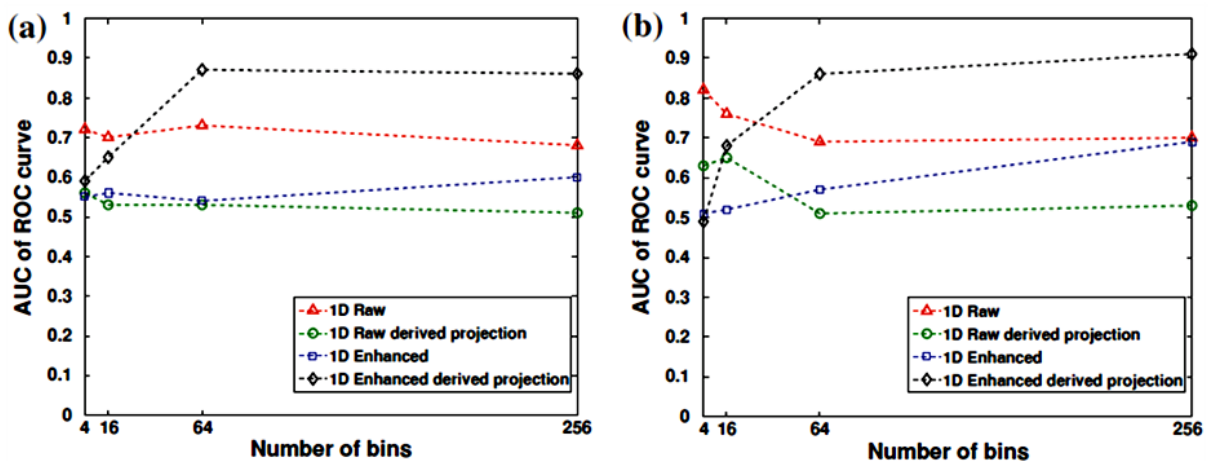 (a)
AUC of ROC curve
1
0.9
0.8
0.7
0.6
0.5
0.4
0.3
0.2
0.1
0
4 16 64 256
Number of bins
1D Raw
1D Raw derived projection
1D Enhanced
1D Enhanced derived projection
(b)
AUC of ROC curve
1
0.9
0.8
0.7
0.6
0.5
0.4
0.3
0.2
0.1
0
4 16 64 256
Number of bins
1D Raw
1D Raw derived projection
1D Enhanced
1D Enhanced derived projection